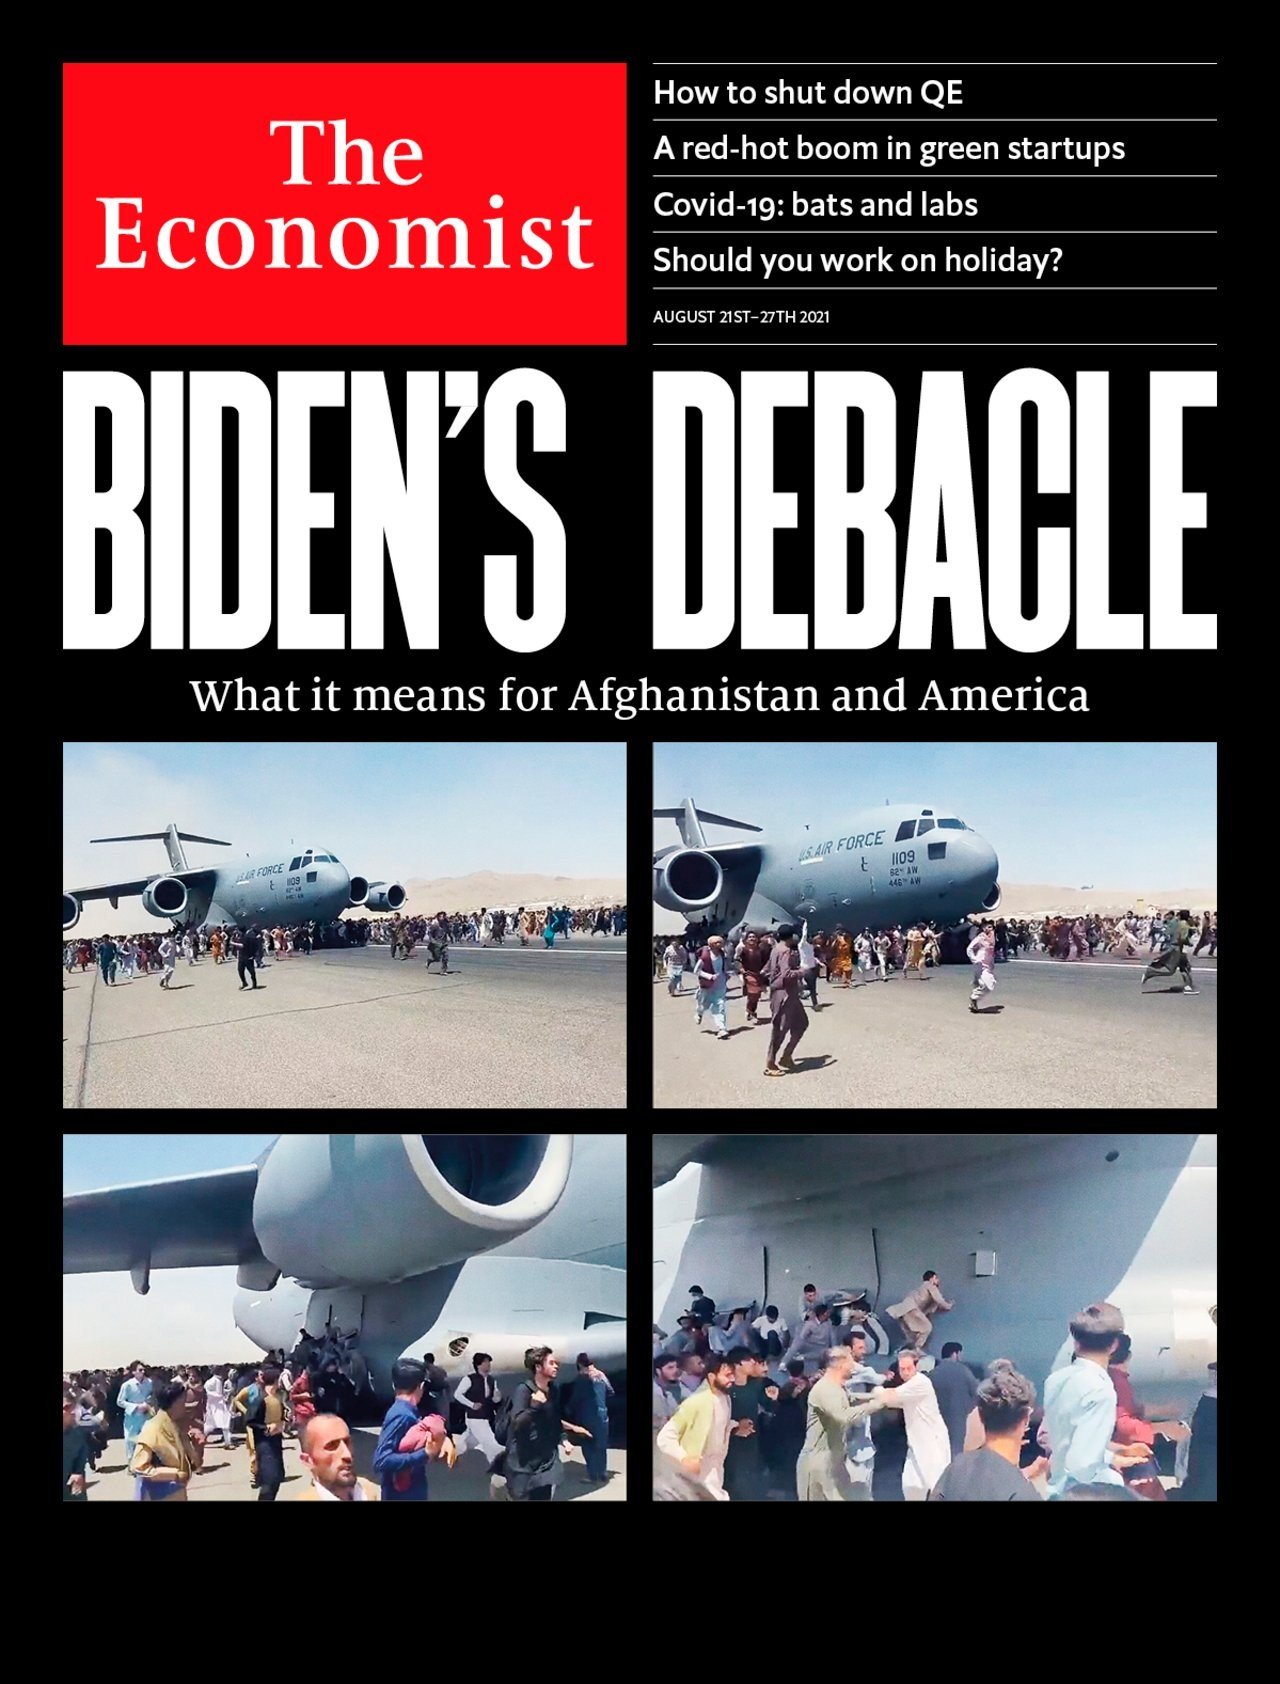 The
Economist
How to shut down QE
A red-hot boom in green startups
Covid-19: bats and labs
Should you work on holiday?
AUGUST 21ST–27TH 2021
BIDEN’S DEBACLE
What it means for Afghanistan and America
U.S. AIR FORCE
1109
62ND AW
446TH AW
U.S. AIR FORCE
1109
62ND AW
446TH AW